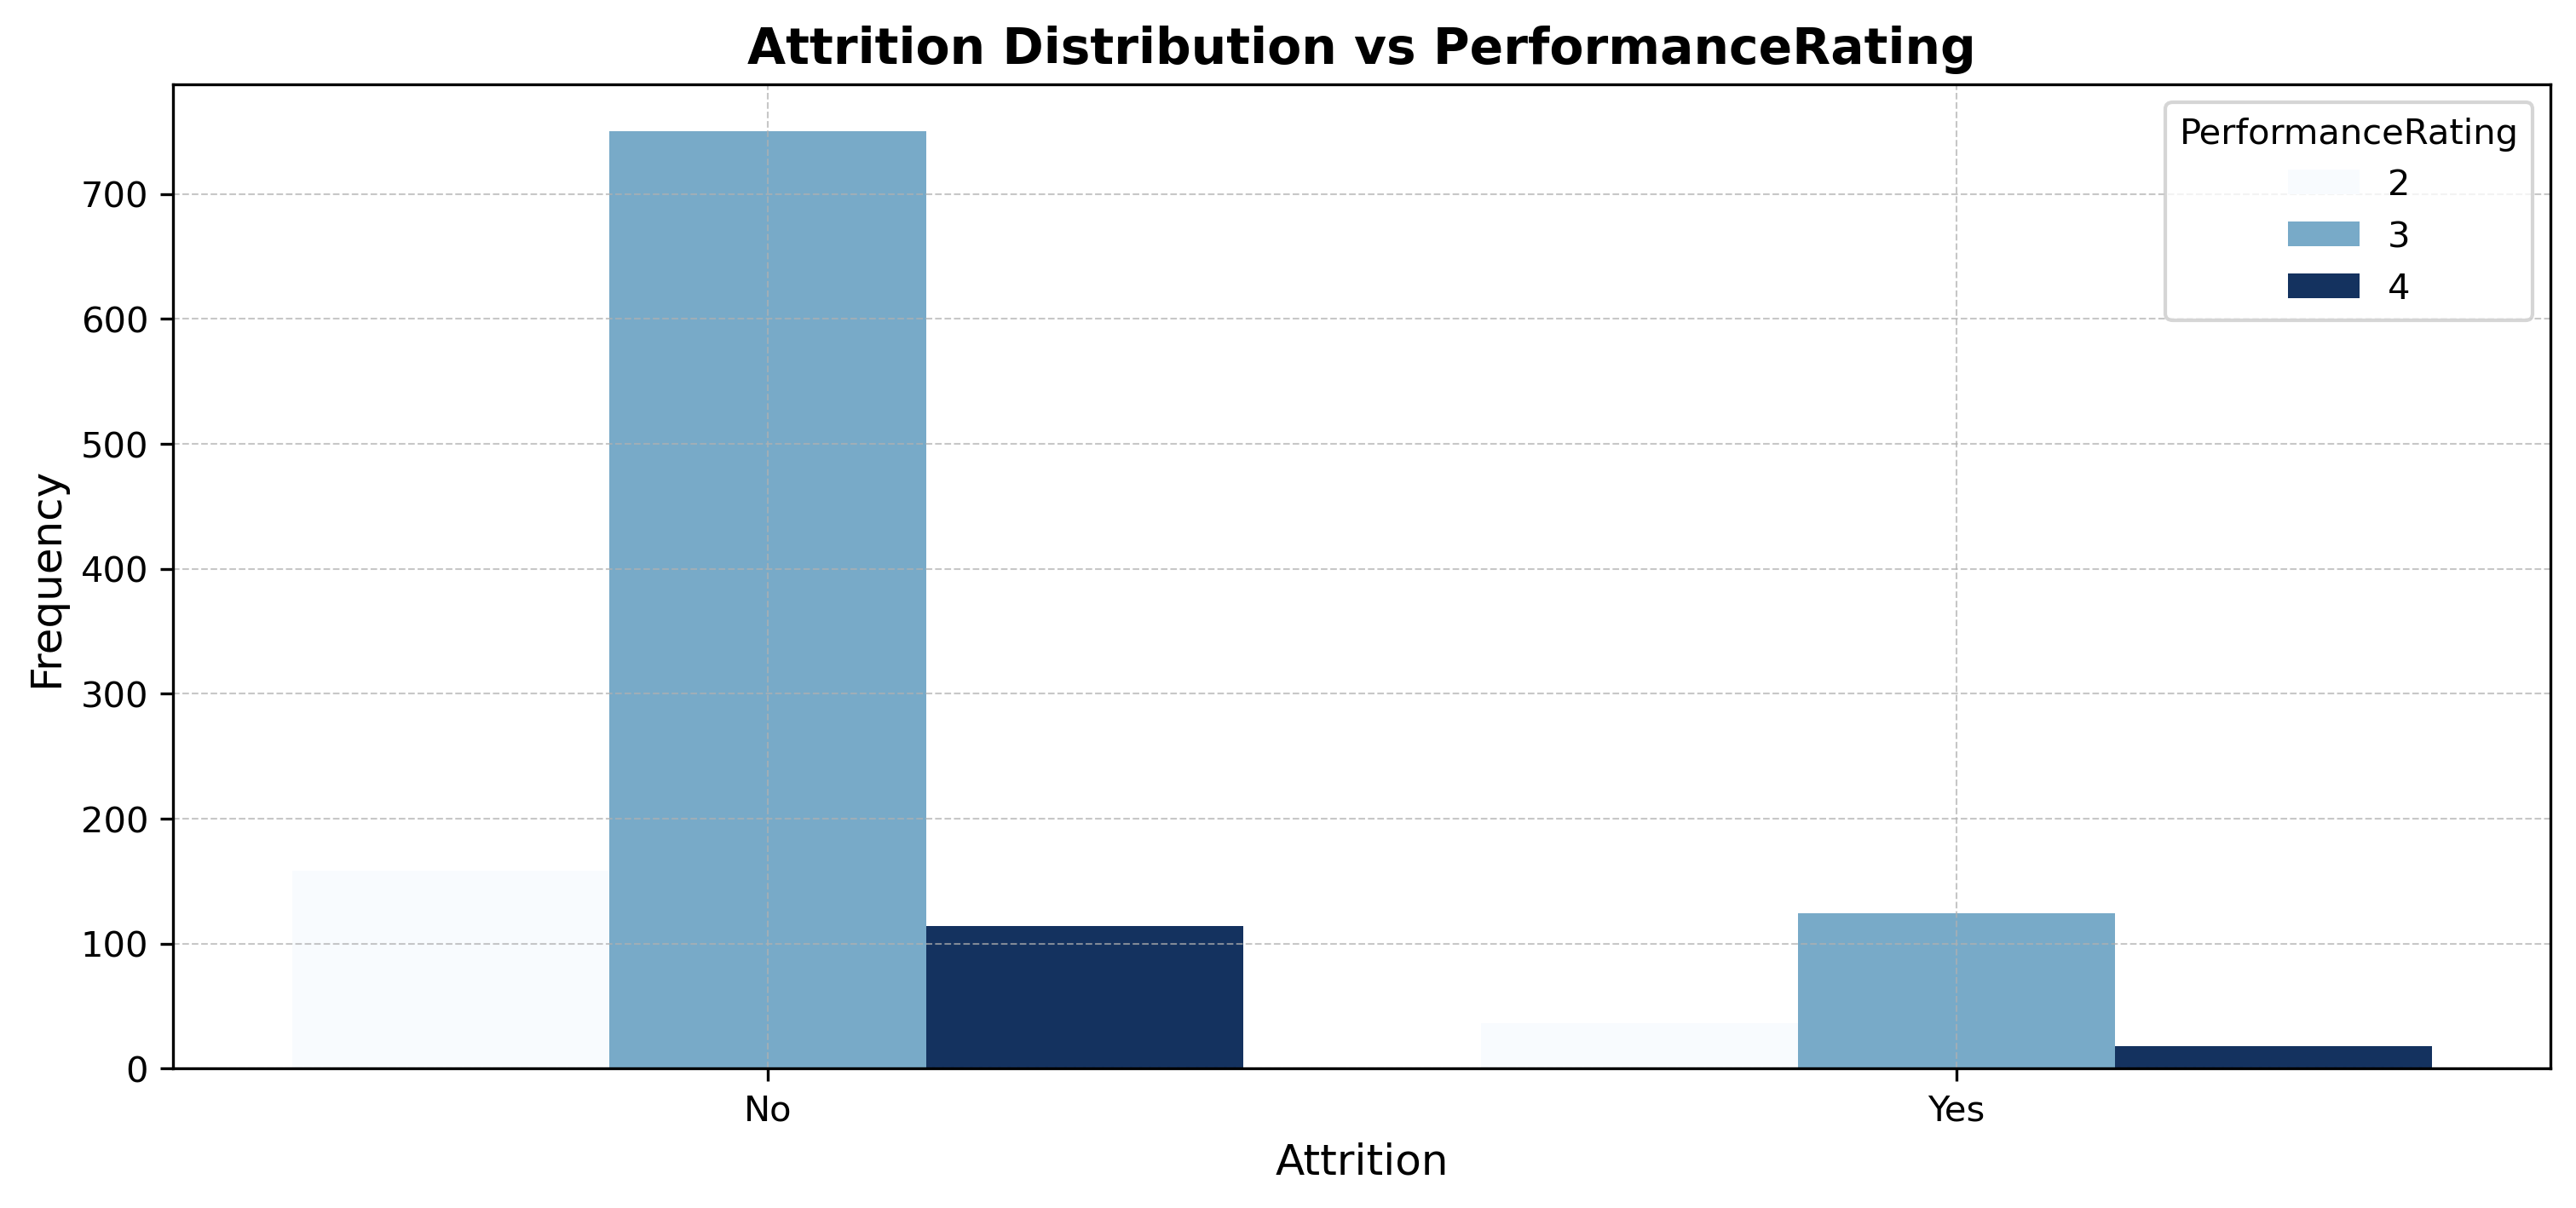 Attrition Distribution vs PerformanceRating
PerformanceRating
2
3
4
700
600
500
400
300
200
100
0
Frequency
No
Yes
Attrition